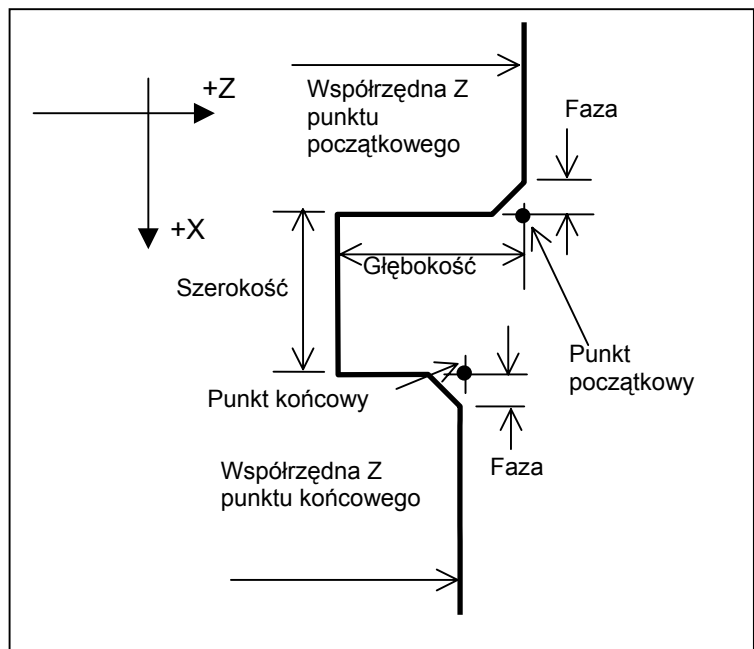 +Z
+X
Współrzędna Z
punktu
początkowego
Faza
Szerokość
Głębokość
Punkt
początkowy
Punkt końcowy
Faza
Współrzędna Z
punktu końcowego